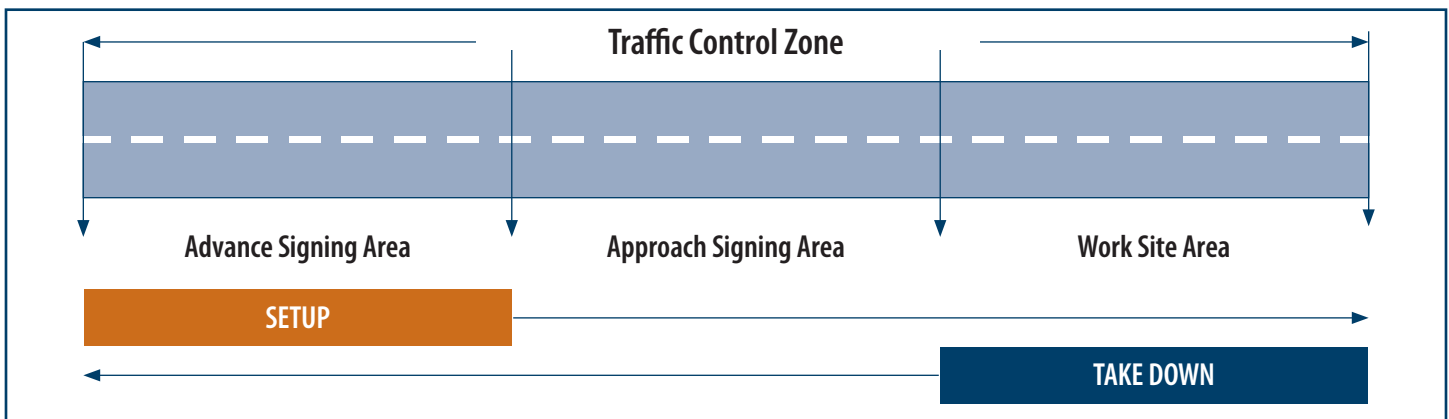 Traffic Control Zone
Advance Signing Area
Approach Signing Area
Work Site Area
SETUP
TAKE DOWN